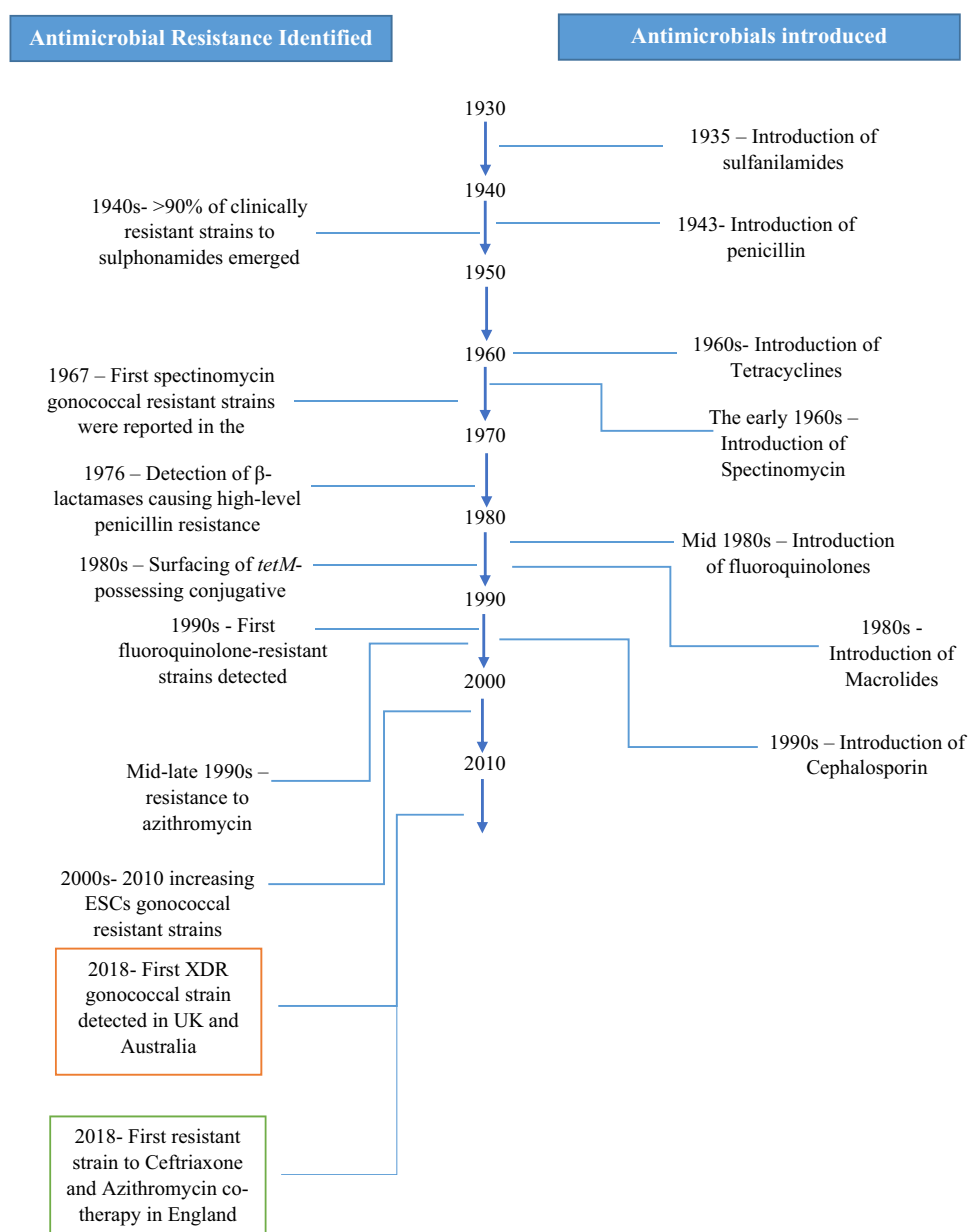 Antimicrobial Resistance Identified
Antimicrobials introduced
1930
1935 – Introduction of
sulfanilamides
1940
1940s- >90% of clinically
resistant strains to
sulphonamides emerged
1943- Introduction of
penicillin
1950
1960
1960s- Introduction of
Tetracyclines
1967 – First spectinomycin
gonococcal resistant strains
were reported in the
The early 1960s –
Introduction of
Spectinomycin
1970
1976 – Detection of β-
lactamases causing high-level
penicillin resistance
1980
Mid 1980s – Introduction
of fluoroquinolones
1980s – Surfacing of tetM-
possessing conjugative
1990
1990s - First
fluoroquinolone-resistant
strains detected
1980s -
Introduction of
Macrolides
2000
1990s – Introduction of
Cephalosporin
2010
Mid-late 1990s –
resistance to
azithromycin
2000s- 2010 increasing
ESCs gonococcal
resistant strains
2018- First XDR
gonococcal strain
detected in UK and
Australia
2018- First resistant
strain to Ceftriaxone
and Azithromycin co-
therapy in England